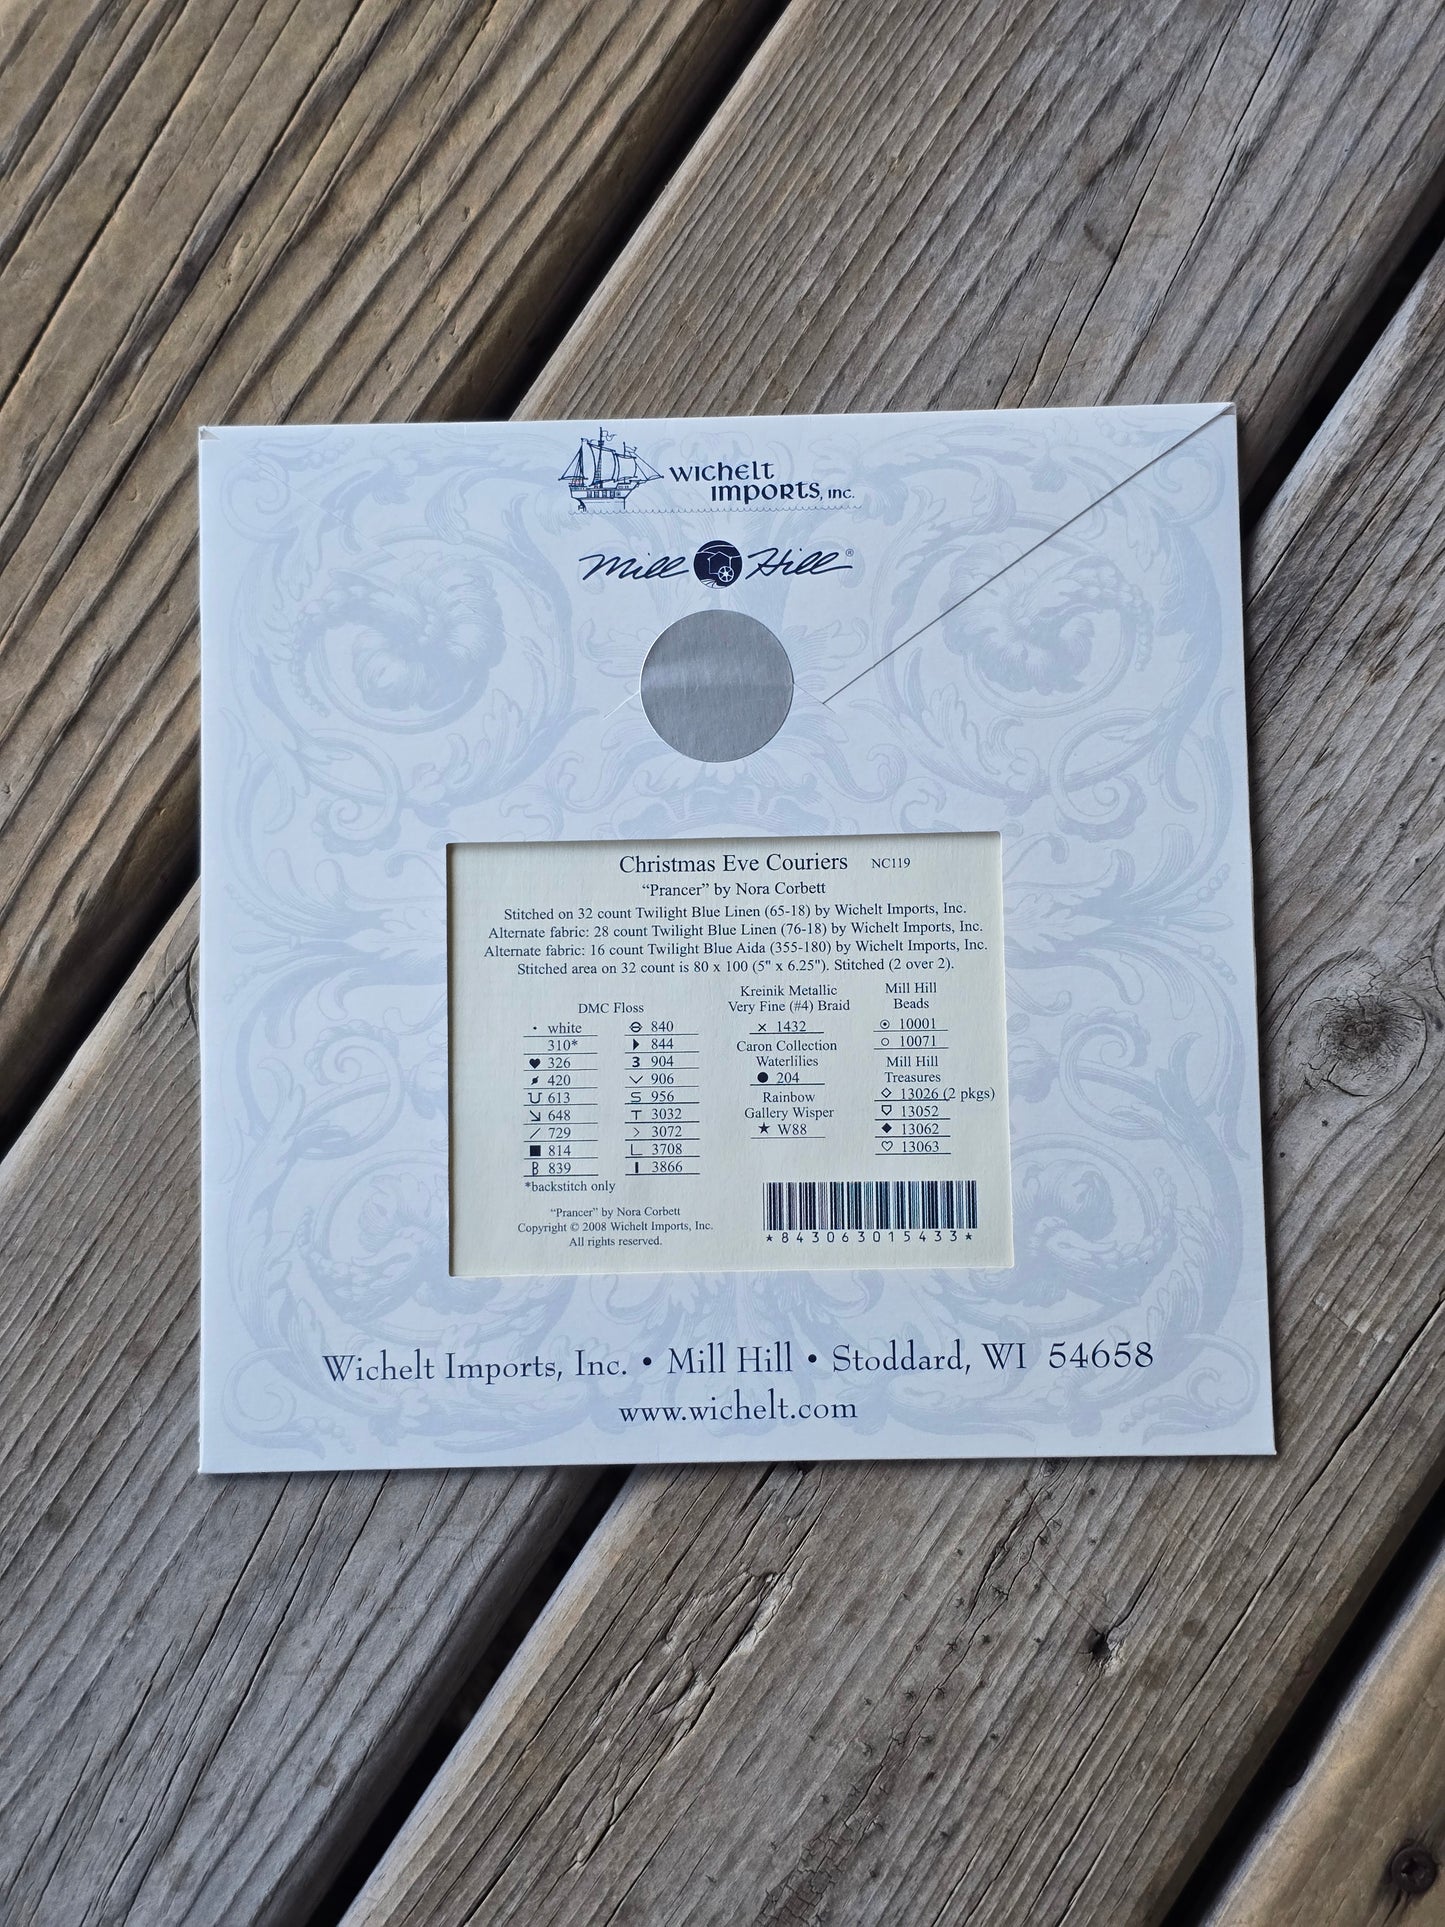 Wichelt
Imports, Inc.
Mill Hill®
Christmas Eve Couriers NC119
“Prancer” by Nora Corbett
Stitched on 32 count Twilight Blue Linen (65-18) by Wichelt Imports, Inc.
Alternate fabric: 28 count Twilight Blue Linen (76-18) by Wichelt Imports, Inc.
Alternate fabric: 16 count Twilight Blue Aida (355-180) by Wichelt Imports, Inc.
Stitched area on 32 count is 80 x 100 (5" x 6.25"). Stitched (2 over 2).
DMC Floss
• white
310*
♥ 326
420
613
648
/ 729
■ 814
B 839
*backstitch only
⊖ 840
844
3 904
906
S 956
T 3032
> 3072
L 3708
I 3866
Kreinik Metallic
Very Fine (#4) Braid
× 1432
Caron Collection
Waterlilies
● 204
Rainbow
Gallery Wisper
★ W88
Mill Hill
Beads
⊙ 10001
○ 10071
Mill Hill
Treasures
◇ 13026 (2 pkgs)
13052
◆ 13062
♡ 13063
“Prancer” by Nora Corbett
Copyright © 2008 Wichelt Imports, Inc.
All rights reserved.
*843063015433*
Wichelt Imports, Inc. • Mill Hill • Stoddard, WI 54658
www.wichelt.com